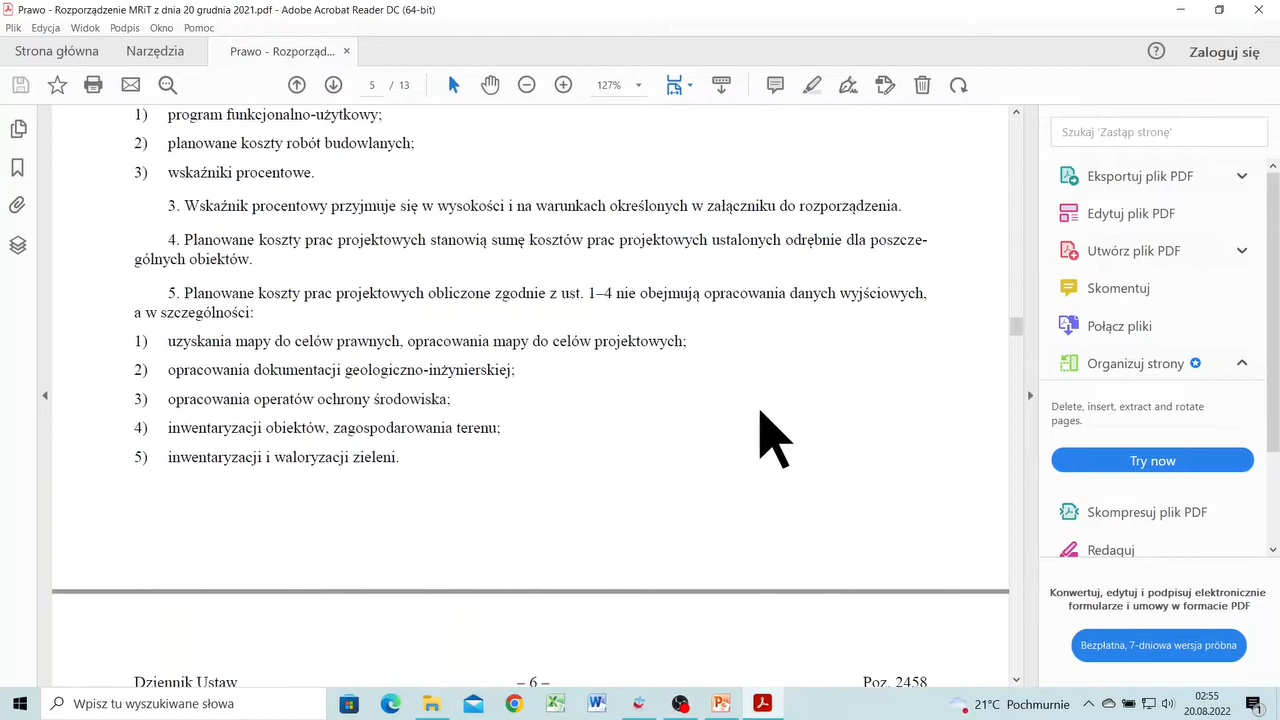 Prawo - Rozporządzenie MRiT z dnia 20 grudnia 2021.pdf - Adobe Acrobat Reader DC (64-bit)
Plik Edycja Widok Podpis Okno Pomoc
Strona główna Narzędzia Prawo - Rozporząd... × Zaloguj się
5 / 13 127%
1) program funkcjonalno-użytkowy;
2) planowane koszty robót budowlanych;
3) wskaźniki procentowe.
3. Wskaźnik procentowy przyjmuje się w wysokości i na warunkach określonych w załączniku do rozporządzenia.
4. Planowane koszty prac projektowych stanowią sumę kosztów prac projektowych ustalonych odrębnie dla poszcze-
gólnych obiektów.
5. Planowane koszty prac projektowych obliczone zgodnie z ust. 1–4 nie obejmują opracowania danych wyjściowych,
a w szczególności:
1) uzyskania mapy do celów prawnych, opracowania mapy do celów projektowych;
2) opracowania dokumentacji geologiczno-inżynierskiej;
3) opracowania operatów ochrony środowiska;
4) inwentaryzacji obiektów, zagospodarowania terenu;
5) inwentaryzacji i waloryzacji zieleni.
Dziennik Ustaw – 6 – Poz. 2458
Szukaj 'Zastąp stronę'
Eksportuj plik PDF
Edytuj plik PDF
Utwórz plik PDF
Skomentuj
Połącz pliki
Organizuj strony
Delete, insert, extract and rotate
pages.
Try now
Skompresuj plik PDF
Redaguj
Konwertuj, edytuj i podpisuj elektronicznie
formularze i umowy w formacie PDF
Bezpłatna, 7-dniowa wersja próbna
Wpisz tu wyszukiwane słowa
21°C Pochmurnie
02:55
20.08.2022
1